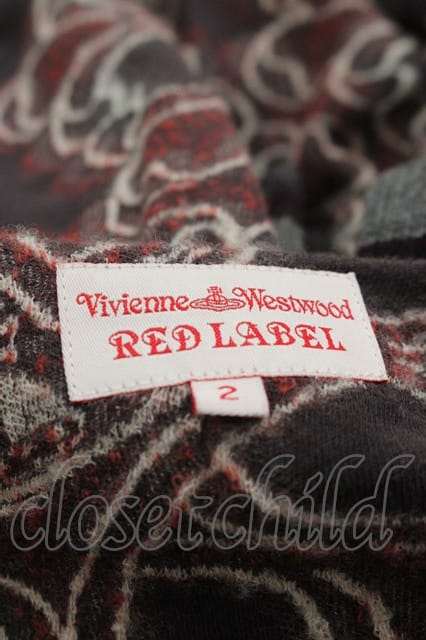 Vivienne Westwood
RED LABEL
2
closetchild